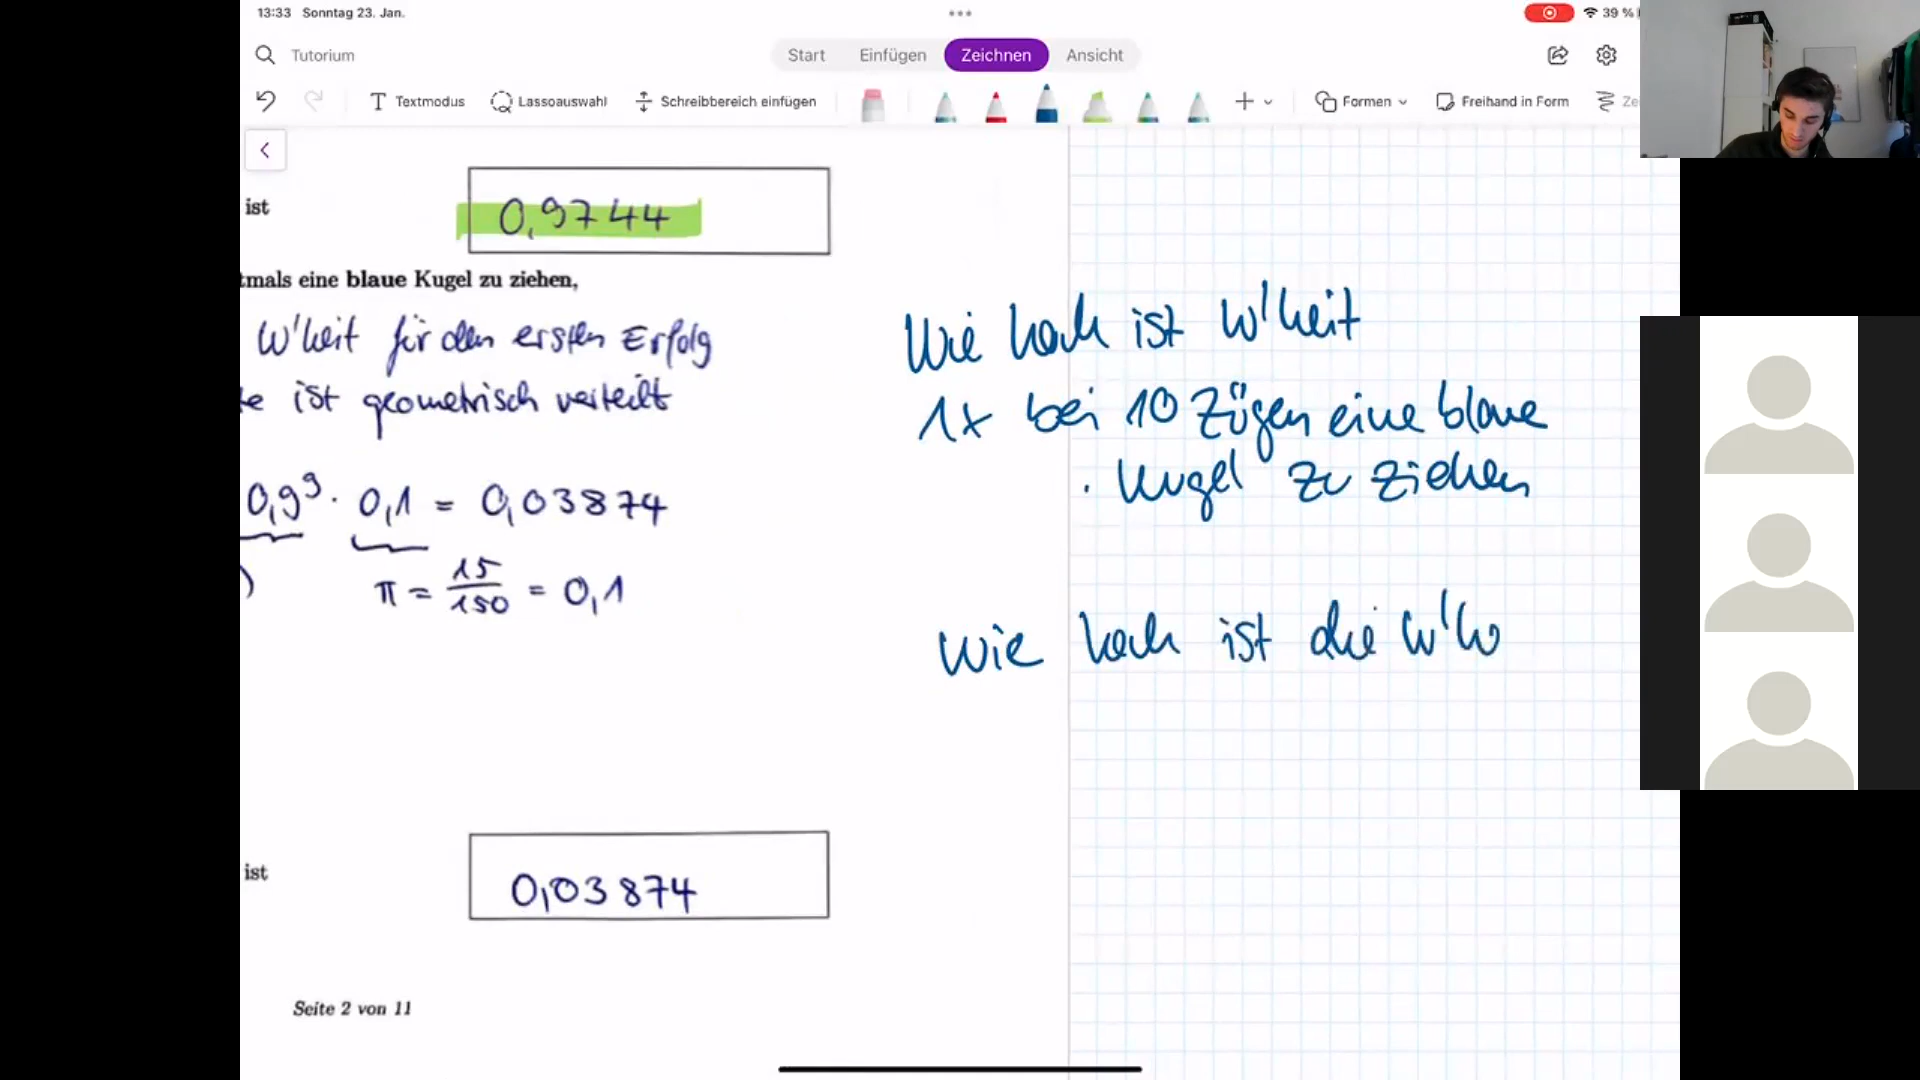 13:33 Sonntag 23. Jan.
39 %
Tutorium
Start Einfügen Zeichnen Ansicht
Textmodus Lassoauswahl Schreibbereich einfügen Formen Freihand in Form
ist
0,9744
tmals eine blaue Kugel zu ziehen,
W'keit für den ersten Erfolg
te ist geometrisch verteilt
0,9⁹ · 0,1 = 0,03874
)
π = 15/150 = 0,1
ist
0,03874
Seite 2 von 11
Wie hoch ist W'keit
1x bei 10 Zügen eine blaue
Kugel zu ziehen
Wie hoch ist die